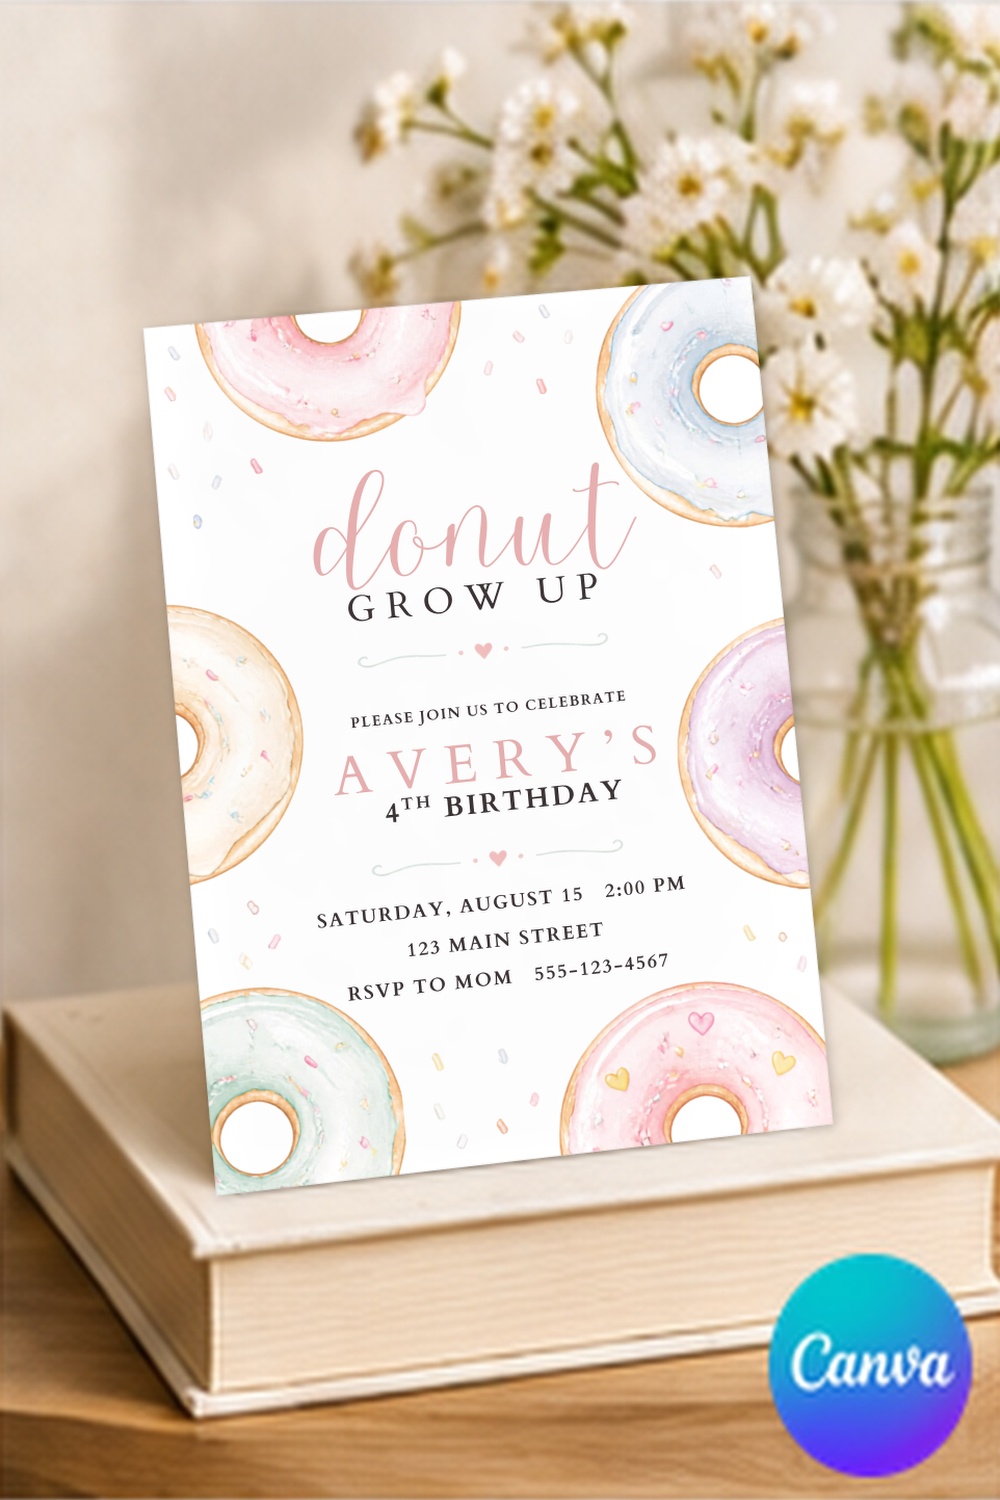 donut
GROW UP
PLEASE JOIN US TO CELEBRATE
AVERY'S
4TH BIRTHDAY
SATURDAY, AUGUST 15 2:00 PM
123 MAIN STREET
RSVP TO MOM 555-123-4567
Canva